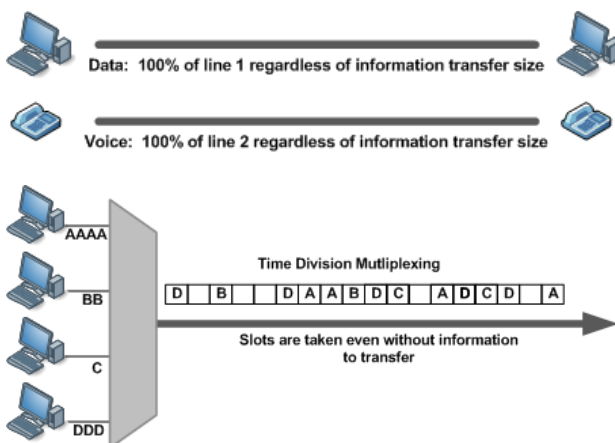 Data: 100% of line 1 regardless of information transfer size
Voice: 100% of line 2 regardless of information transfer size
AAAA
BB
C
DDD
Time Division Mutliplexing
D B D A A B D C A D C D A
Slots are taken even without information
to transfer